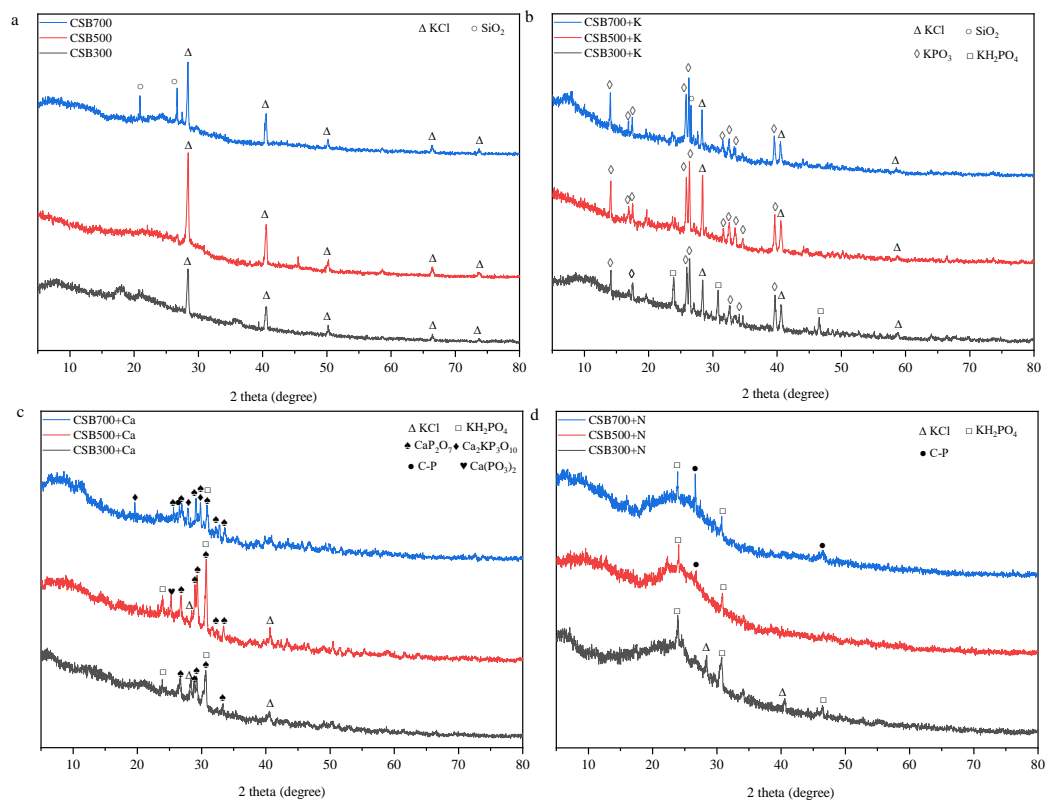 a
CSB700
CSB500
CSB300
Δ KCl ○ SiO₂
○ ○ Δ Δ Δ Δ Δ
Δ Δ Δ Δ Δ
Δ Δ Δ Δ Δ
10 20 30 40 50 60 70 80
2 theta (degree)
b
CSB700+K
CSB500+K
CSB300+K
Δ KCl ○ SiO₂
◊ KPO₃ □ KH₂PO₄
◊ ◊ ◊ ◊ ◊ ○ Δ ◊ ◊ ◊ ◊ Δ Δ
◊ ◊ ◊ ◊ ◊ Δ ◊ ◊ ◊ ◊ ◊ Δ Δ
◊ ◊ □ ◊ ◊ Δ □ ◊ ◊ ◊ Δ □ Δ
10 20 30 40 50 60 70 80
2 theta (degree)
c
CSB700+Ca
CSB500+Ca
CSB300+Ca
Δ KCl □ KH₂PO₄
♠ CaP₂O₇ ♦ Ca₂KP₃O₁₀
● C-P ♥ Ca(PO₃)₂
♦ ♠ ♠ ♠ ♦ ♠ ♠ ♦ □ ♠ ♠ ♠
□ ♥ ♠ Δ ♠ ♠ □ ♠ ♠ ♠ Δ
□ ♠ Δ ♠ ♠ □ ♠ ♠ Δ
10 20 30 40 50 60 70 80
2 theta (degree)
d
CSB700+N
CSB500+N
CSB300+N
Δ KCl □ KH₂PO₄
● C-P
□ ● □ ●
□ ● □
□ Δ □ Δ □
10 20 30 40 50 60 70 80
2 theta (degree)